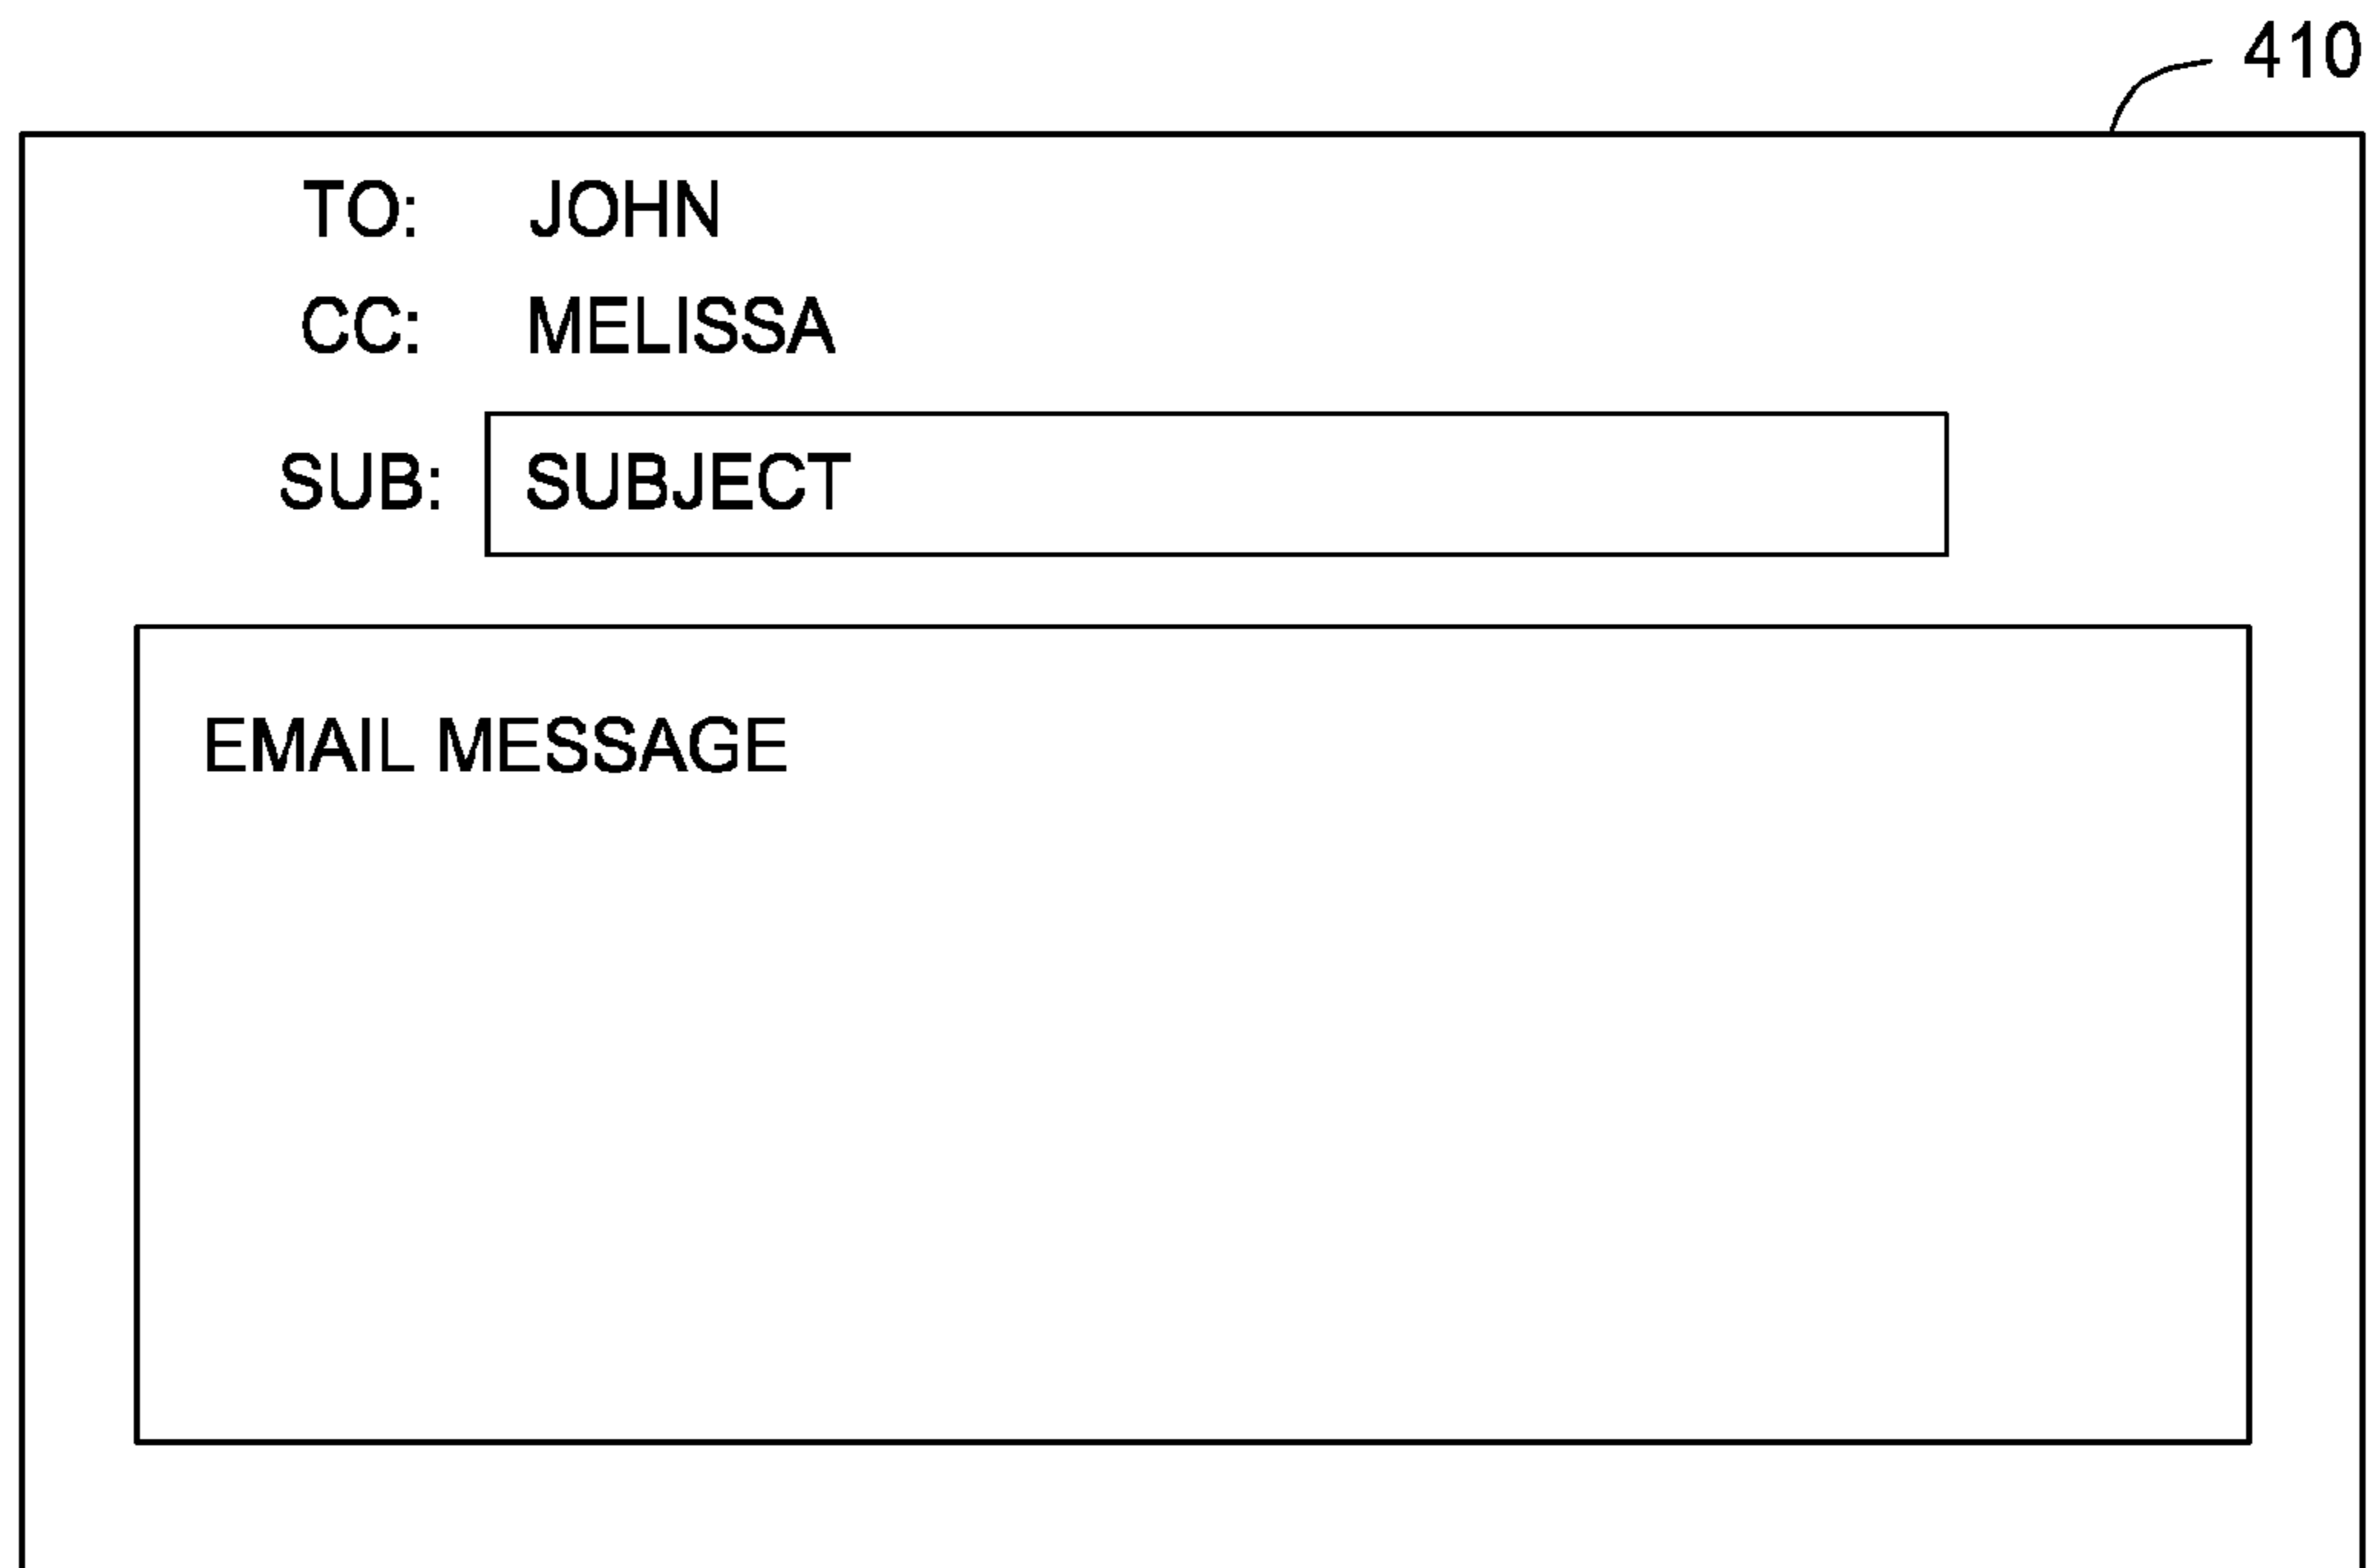 410
TO: JOHN
CC: MELISSA
SUB: SUBJECT
EMAIL MESSAGE